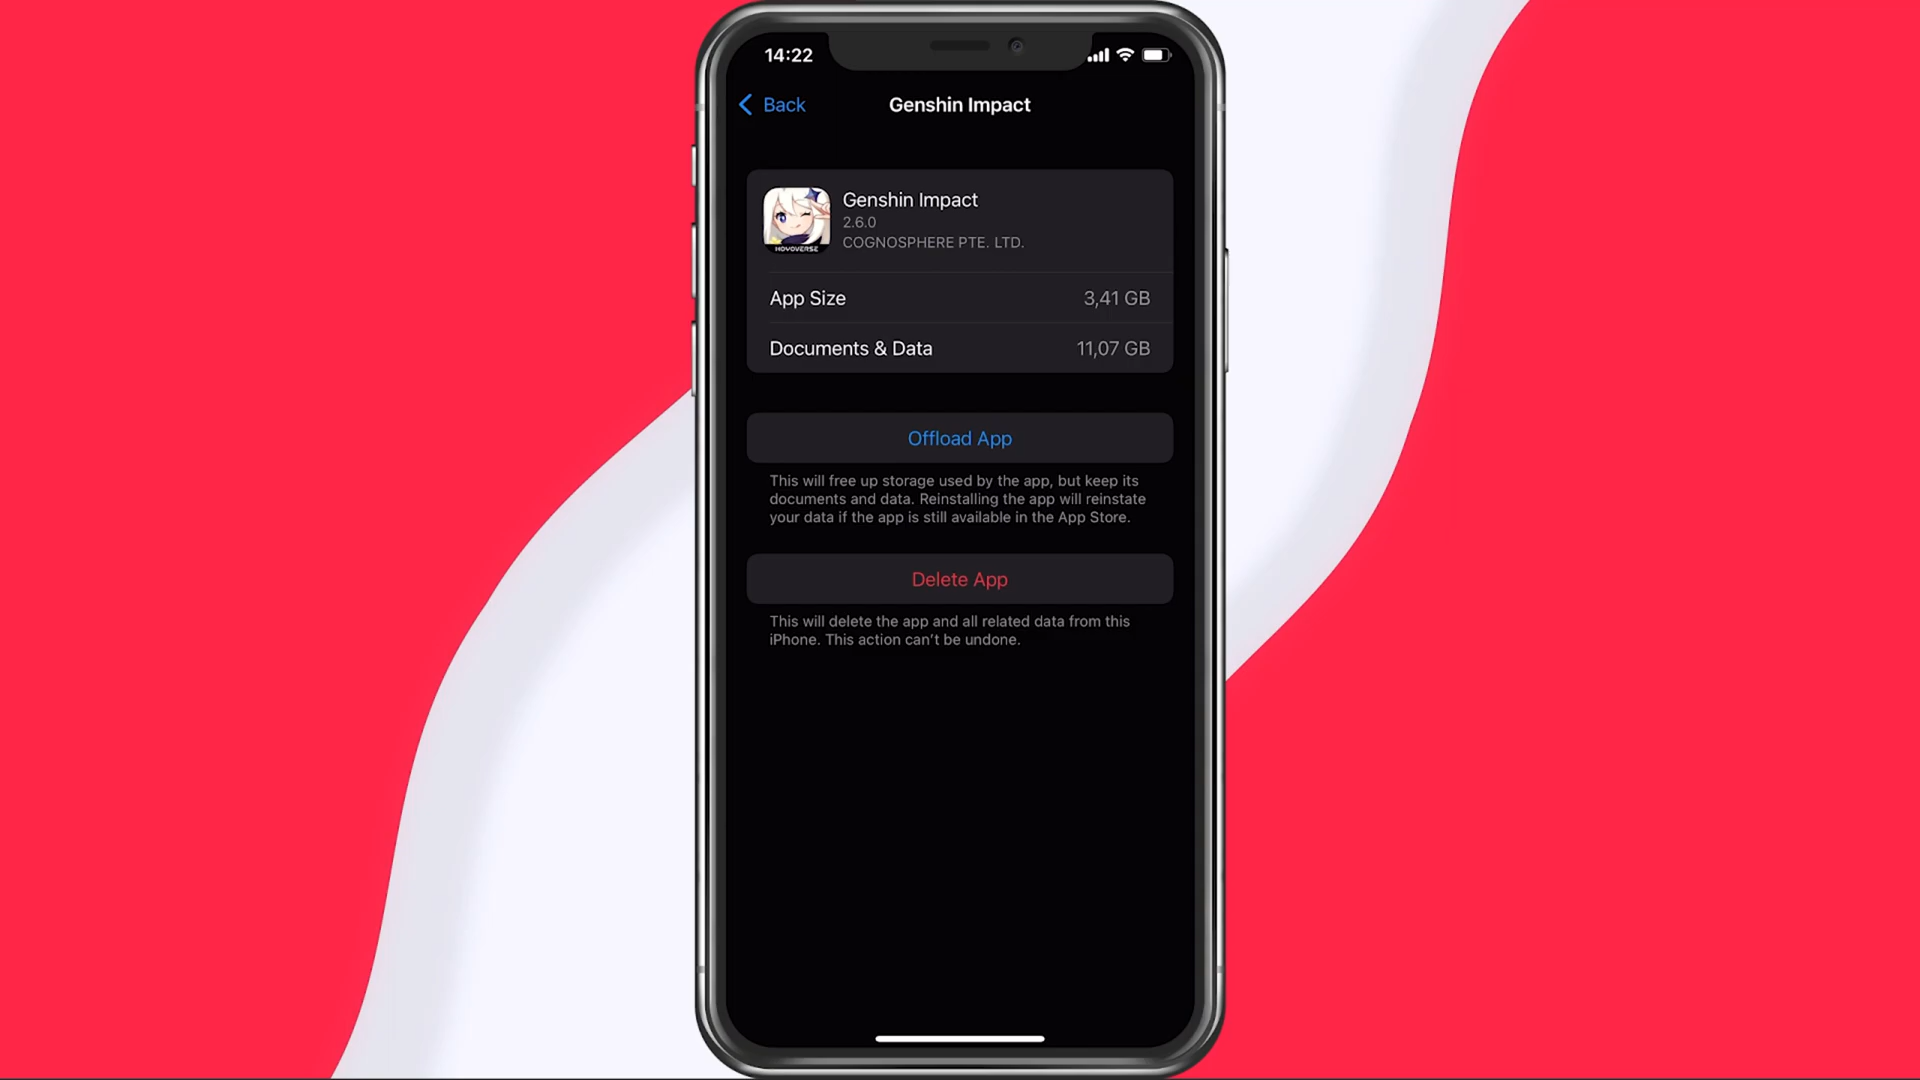 14:22
Back
Genshin Impact
HOYOVERSE
Genshin Impact
2.6.0
COGNOSPHERE PTE. LTD.
App Size 3,41 GB
Documents & Data 11,07 GB
Offload App
This will free up storage used by the app, but keep its
documents and data. Reinstalling the app will reinstate
your data if the app is still available in the App Store.
Delete App
This will delete the app and all related data from this
iPhone. This action can’t be undone.